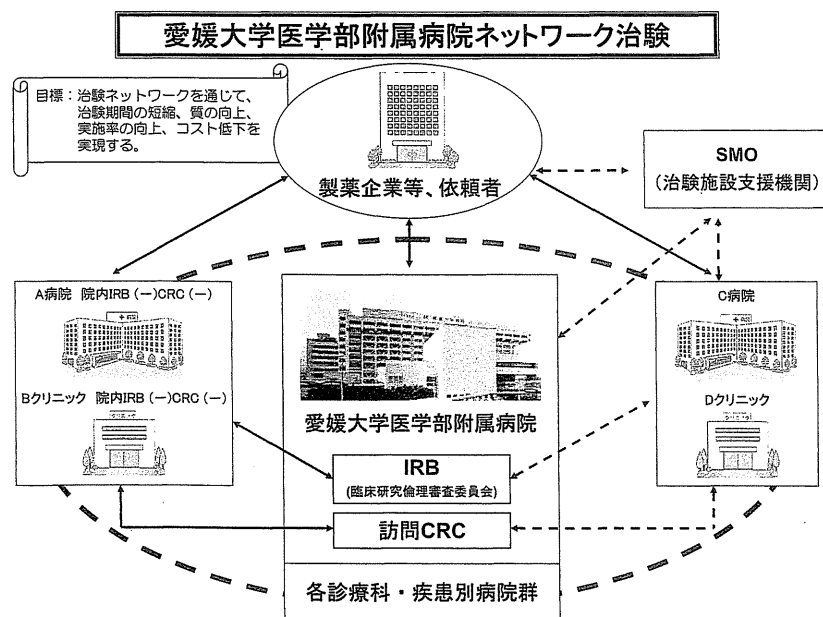 愛媛大学医学部附属病院ネットワーク治験
目標：治験ネットワークを通じて、
治験期間の短縮、質の向上、
実施率の向上、コスト低下を
実現する。
製薬企業等、依頼者
SMO
（治験施設支援機関）
A病院 院内IRB（ー）CRC（ー）
Bクリニック 院内IRB（ー）CRC（ー）
愛媛大学医学部附属病院
IRB
(臨床研究倫理審査委員会)
訪問CRC
各診療科・疾患別病院群
C病院
Dクリニック